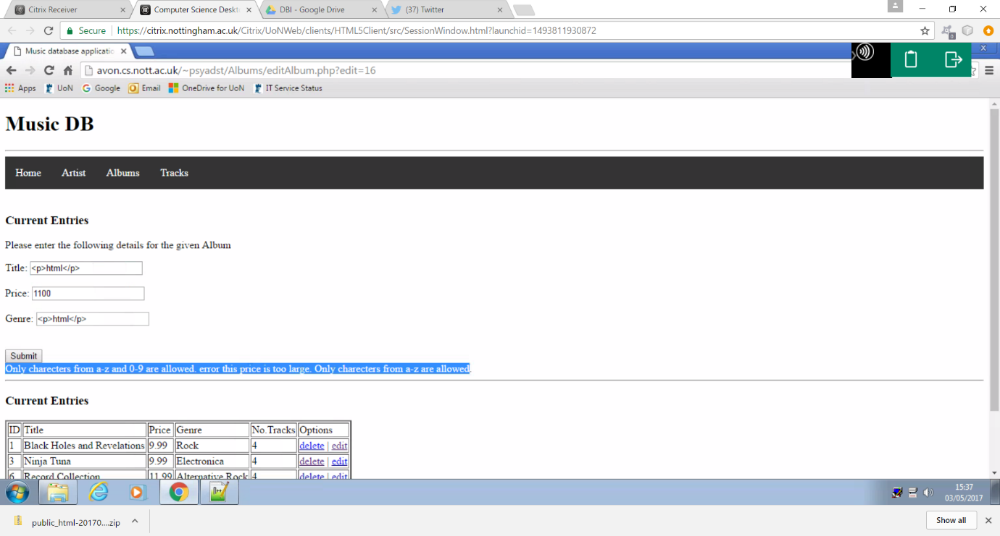 Citrix Receiver
Computer Science Deskt
DBI - Google Drive
(37) Twitter
Secure
https://citrix.nottingham.ac.uk/Citrix/UoNWeb/clients/HTML5Client/src/SessionWindow.html?launchid=1493811930872
Music database applicatio
avon.cs.nott.ac.uk/~psyadst/Albums/editAlbum.php?edit=16
Apps UoN Google Email OneDrive for UoN IT Service Status
Music DB
Home Artist Albums Tracks
Current Entries
Please enter the following details for the given Album
Title: <p>html</p>
Price: 1100
Genre: <p>html</p>
Submit
Only charecters from a-z and 0-9 are allowed. error this price is too large. Only charecters from a-z are allowed.
Current Entries
ID Title Price Genre No.Tracks Options
1 Black Holes and Revelations 9.99 Rock 4 delete | edit
3 Ninja Tuna 9.99 Electronica 4 delete | edit
6 Record Collection 11.99 Alternative Rock 4 delete | edit
15:37
03/05/2017
public_html-20170....zip
Show all